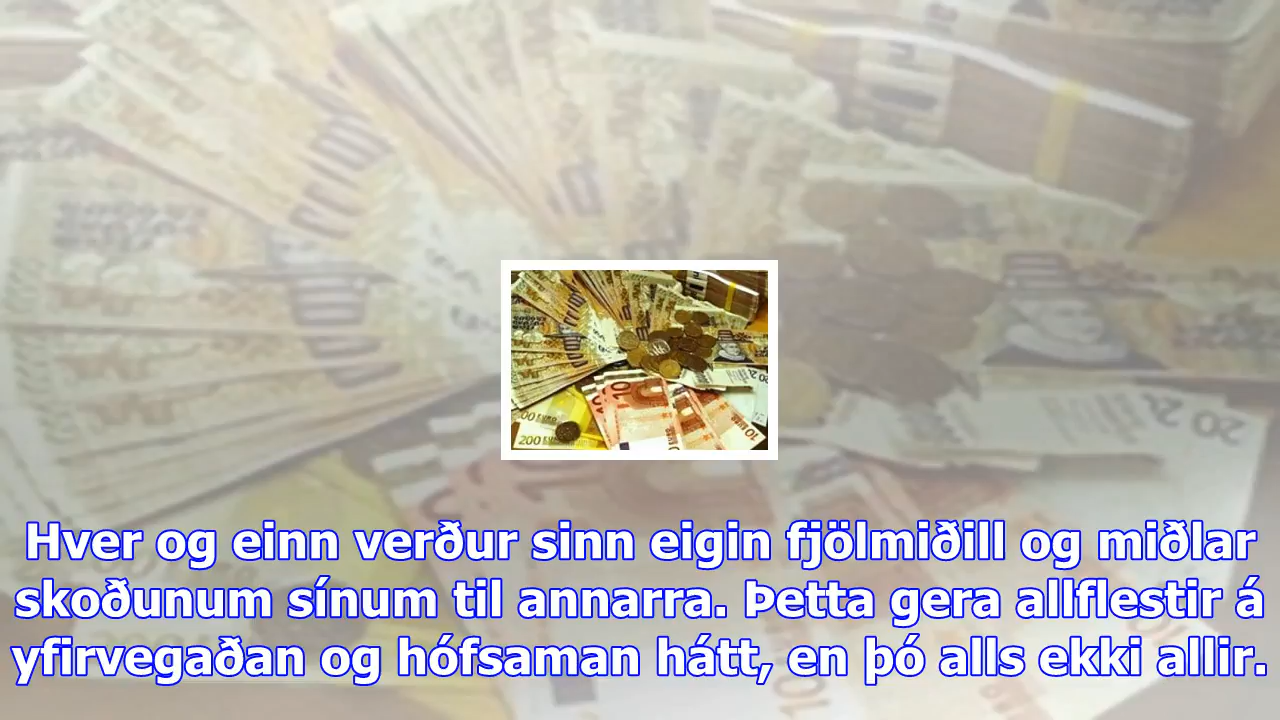 Hver og einn verður sinn eigin fjölmiðill og miðlar
skoðunum sínum til annarra. Þetta gera allflestir á
yfirvegaðan og hófsaman hátt, en þó alls ekki allir.